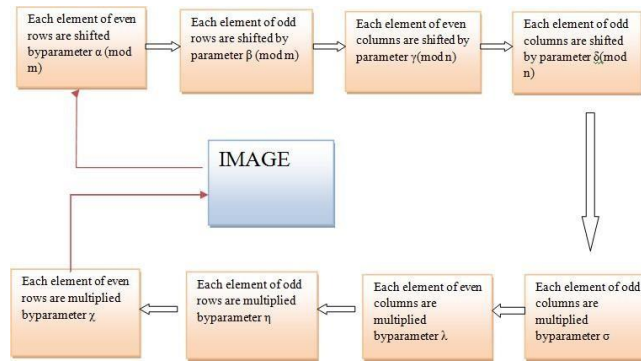 Each element of even
rows are shifted
byparameter α (mod
m)
Each element of odd
rows are shifted by
parameter β (mod m)
Each element of even
columns are shifted by
parameter γ(mod n)
Each element of odd
columns are shifted
by parameter δ(mod
n)
IMAGE
Each element of even
rows are multiplied
byparameter χ
Each element of odd
rows are multiplied
byparameter η
Each element of even
columns are
multiplied
byparameter λ
Each element of odd
columns are
multiplied
byparameter σ